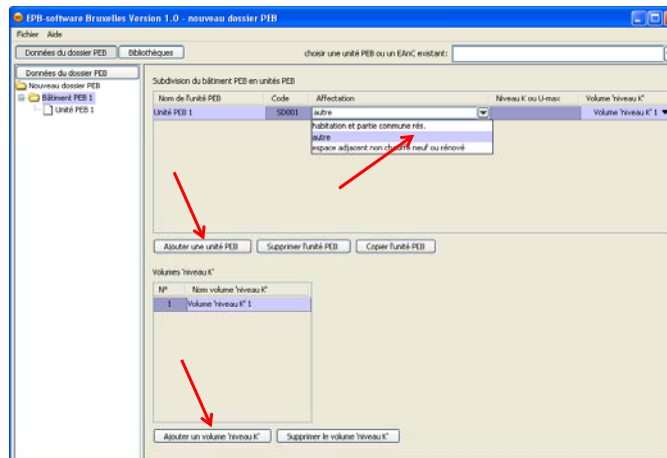 EPB-software Bruxelles Version 1.0 - nouveau dossier PEB
Fichier Aide
Données du dossier PEB Bibliothèques choisir une unité PEB ou un EAnC existant:
Données du dossier PEB
Nouveau dossier PEB
Bâtiment PEB 1
Unité PEB 1
Subdivision du bâtiment PEB en unités PEB
Nom de l'unité PEB Code Affectation Niveau K ou U-max Volume 'niveau K'
Unité PEB 1 SD001 autre Volume 'niveau K' 1
habitation et partie commune rés.
autre
espace adjacent non chauffé neuf ou rénové
Ajouter une unité PEB Supprimer l'unité PEB Copier l'unité PEB
Volumes 'niveau K'
N° Nom volume 'niveau K'
1 Volume 'niveau K' 1
Ajouter un volume 'niveau K' Supprimer le volume 'niveau K'